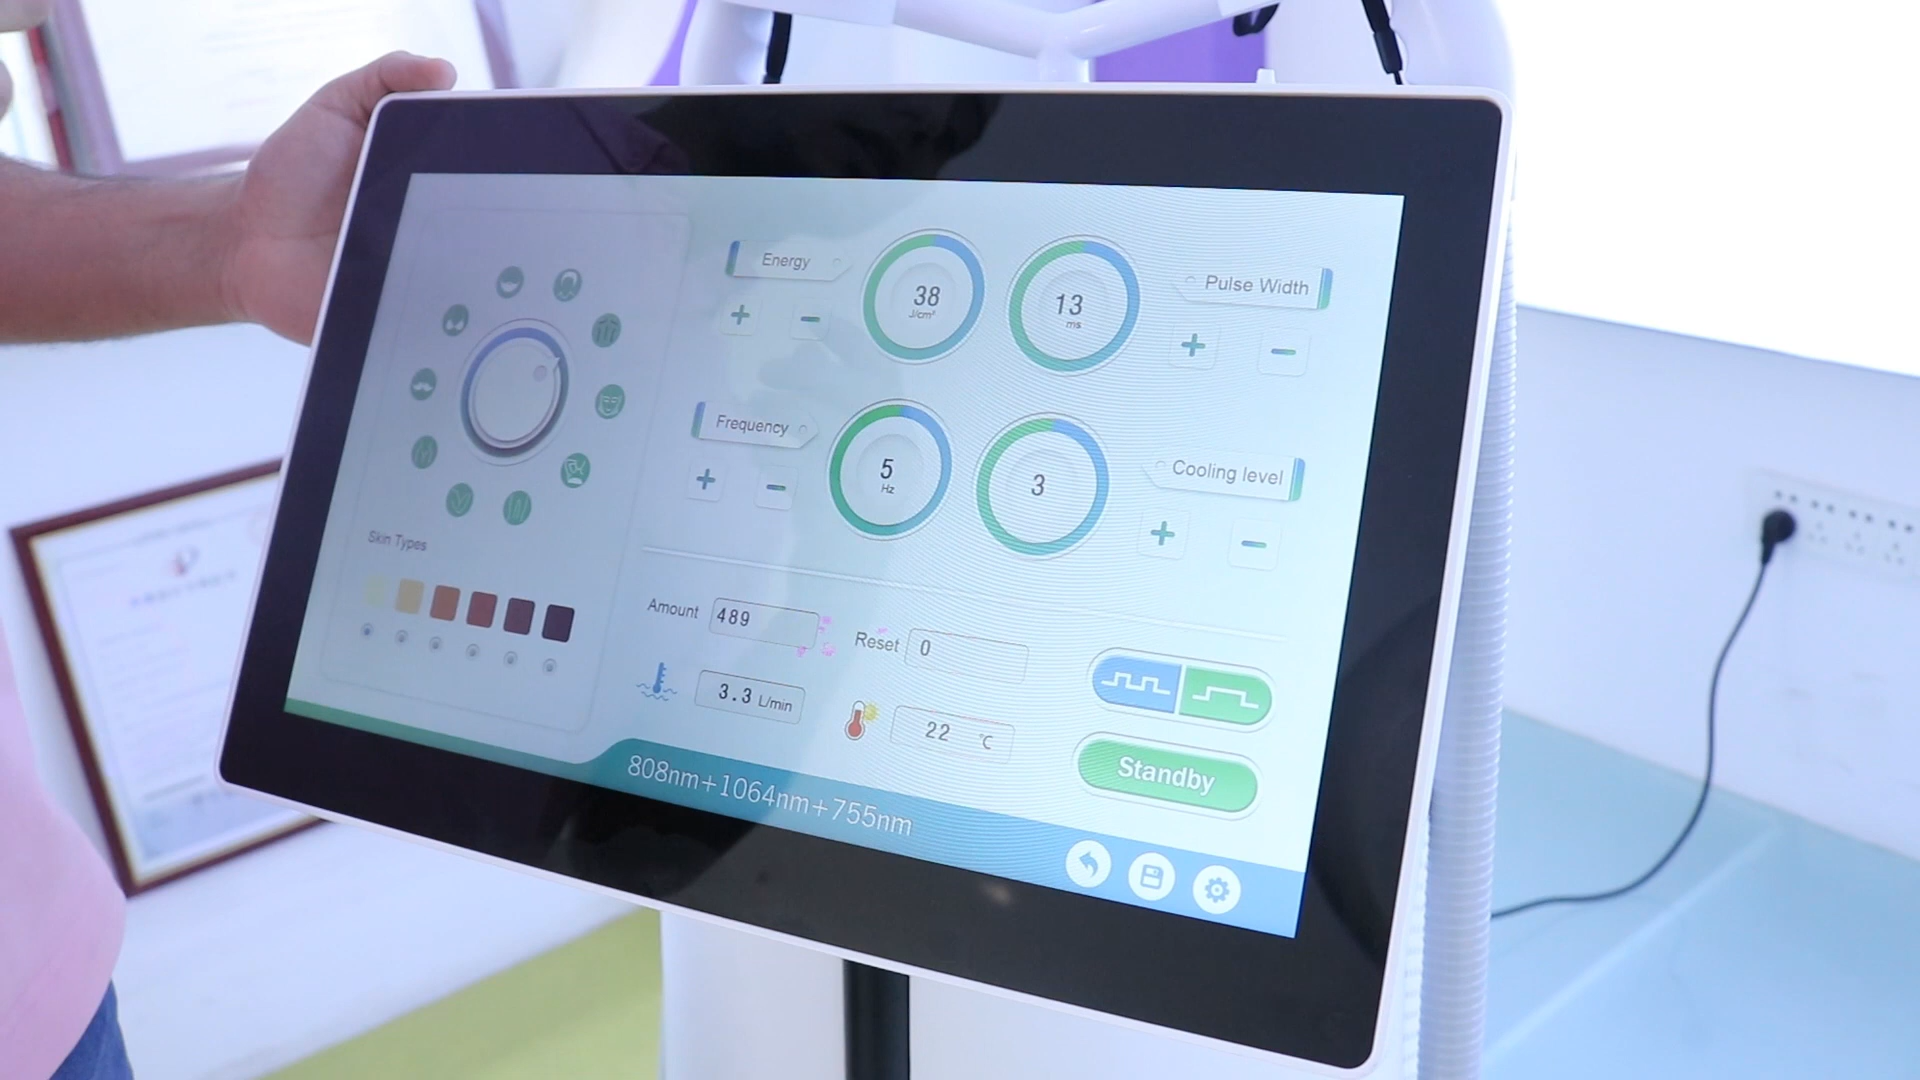 Energy
38
J/cm²
13
ms
Pulse Width
Frequency
5
Hz
3
Cooling level
Skin Types
Amount 489
Reset 0
3.3 L/min
22 ℃
Standby
808nm+1064nm+755nm